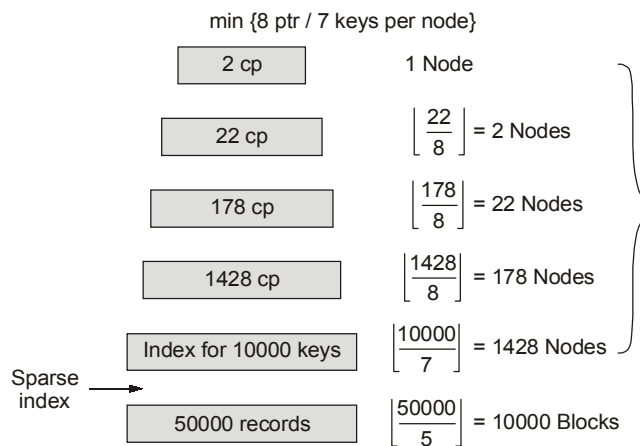 min {8 ptr / 7 keys per node}
2 cp 1 Node
22 cp ⌊22/8⌋ = 2 Nodes
178 cp ⌊178/8⌋ = 22 Nodes
1428 cp ⌊1428/8⌋ = 178 Nodes
Index for 10000 keys ⌊10000/7⌋ = 1428 Nodes
Sparse index
50000 records ⌊50000/5⌋ = 10000 Blocks